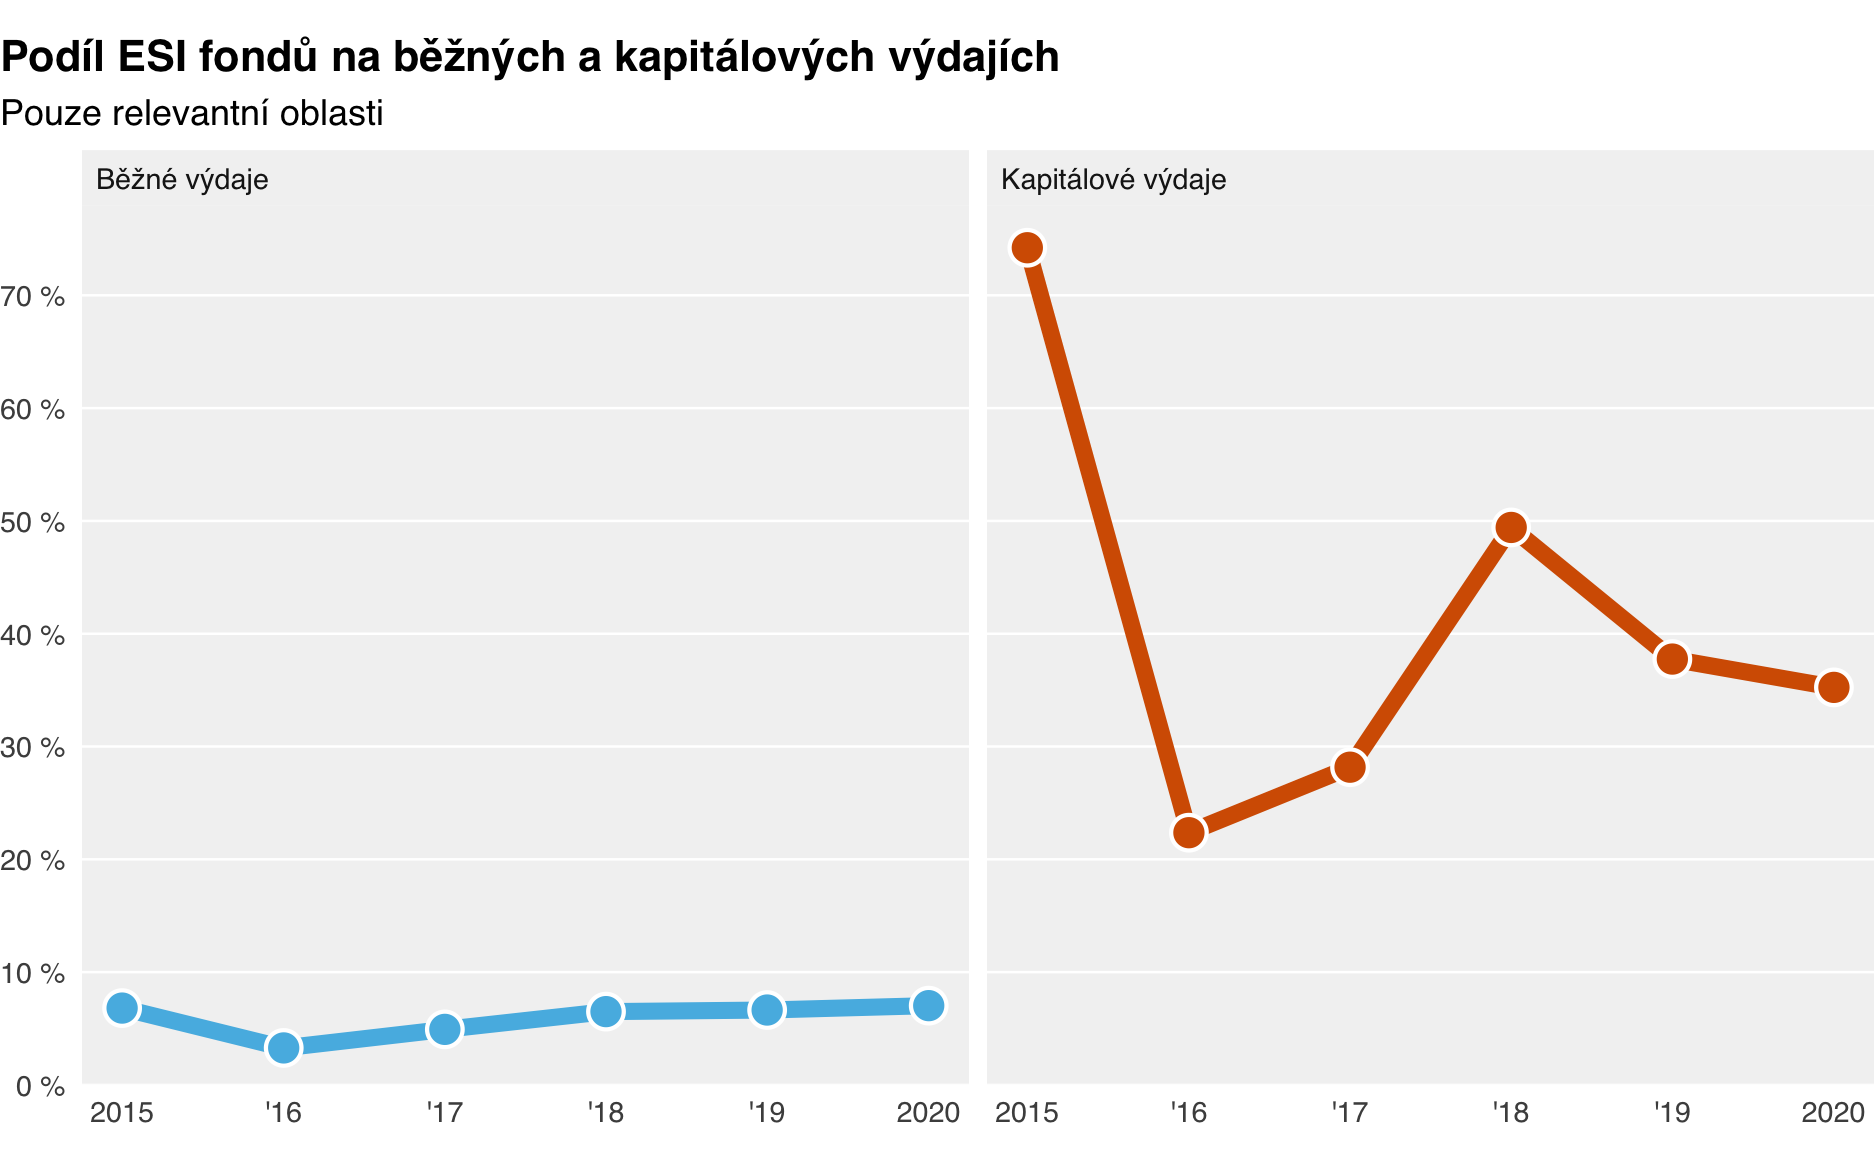 Podíl ESI fondů na běžných a kapitálových výdajích
Pouze relevantní oblasti
Běžné výdaje
Kapitálové výdaje
70 %
60 %
50 %
40 %
30 %
20 %
10 %
0 %
2015 '16 '17 '18 '19 2020
2015 '16 '17 '18 '19 2020